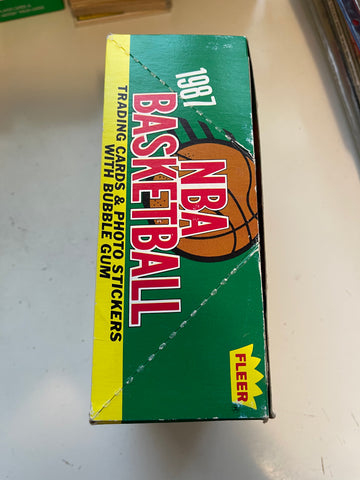 1987
NBA
BASKETBALL
TRADING CARDS & PHOTO STICKERS
WITH BUBBLE GUM
FLEER